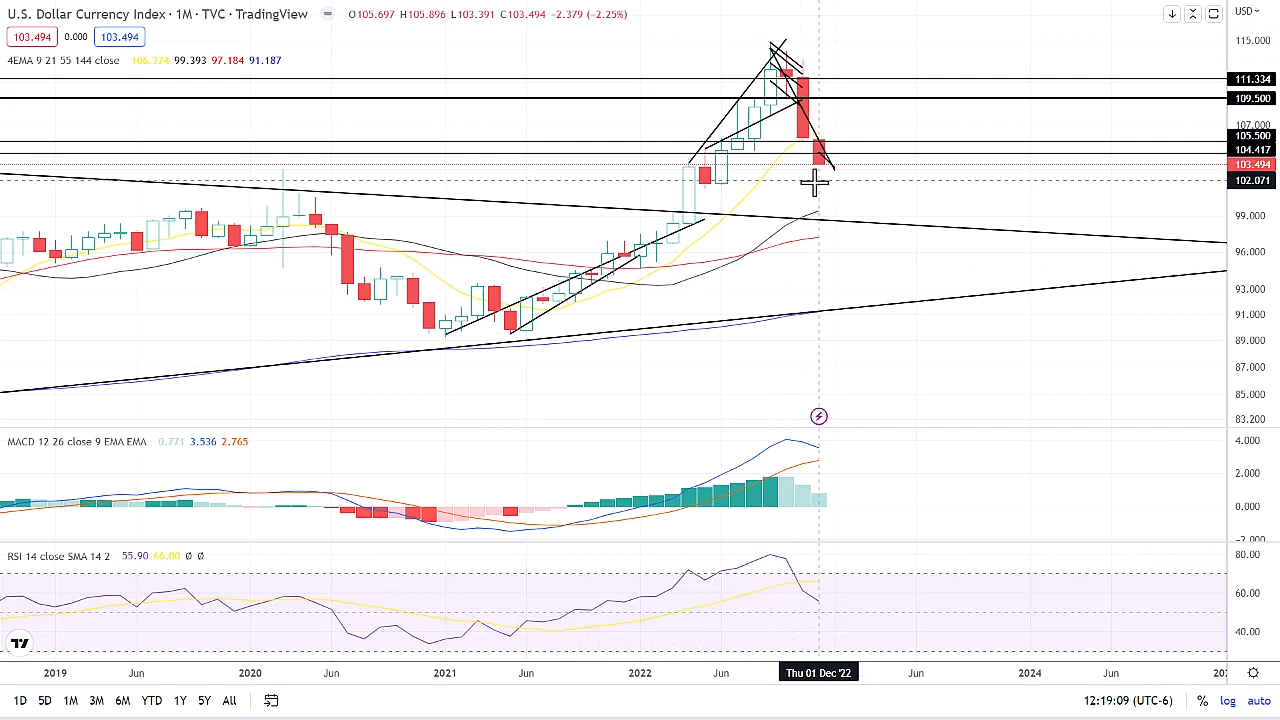 U.S. Dollar Currency Index · 1M · TVC · TradingView O105.697 H105.896 L103.391 C103.494 -2.379 (-2.25%)
USD
103.494 0.000 103.494
4EMA 9 21 55 144 close 106.374 99.393 97.184 91.187
115.000
111.334
109.500
107.000
105.500
104.417
103.494
102.071
99.000
96.000
93.000
91.000
89.000
87.000
85.000
83.200
MACD 12 26 close 9 EMA EMA 0.771 3.536 2.765
4.000
2.000
0.000
-2.000
RSI 14 close SMA 14 2 55.90 66.00 Ø Ø
80.00
60.00
40.00
2019 Jun 2020 Jun 2021 Jun 2022 Jun Thu 01 Dec '22 Jun 2024 Jun
1D 5D 1M 3M 6M YTD 1Y 5Y All 12:19:09 (UTC-6) % log auto